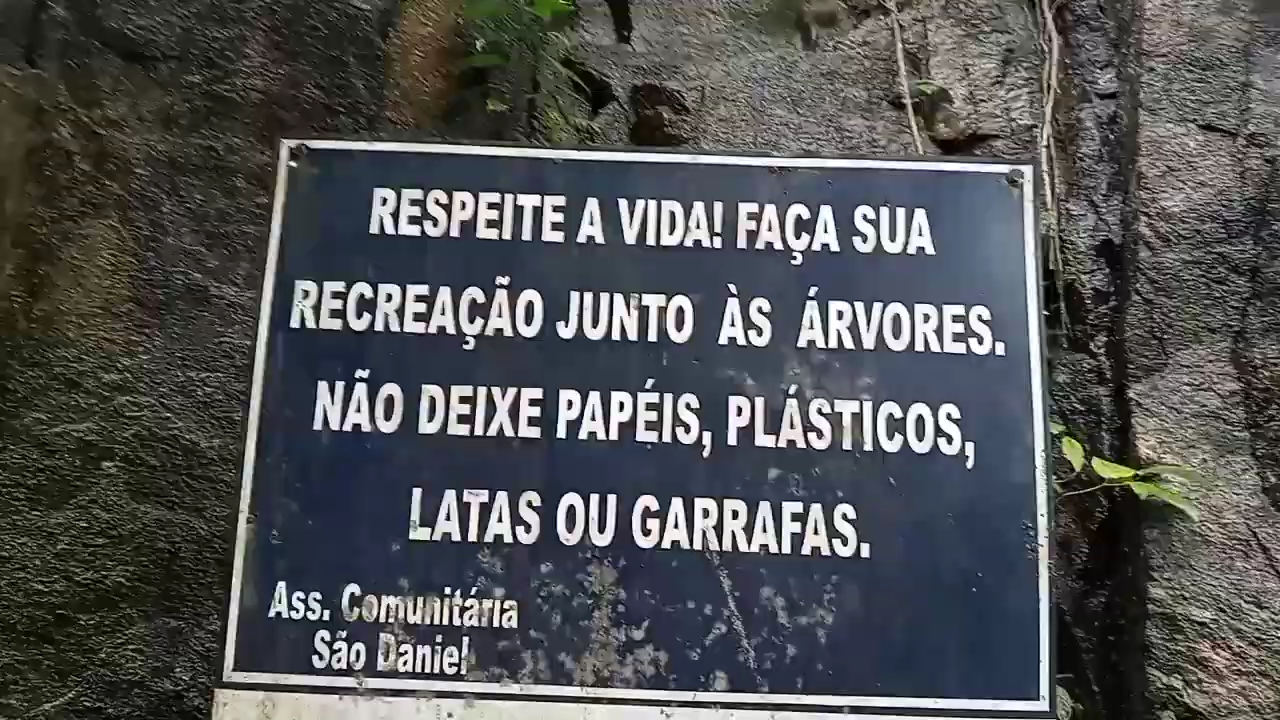 RESPEITE A VIDA! FAÇA SUA
RECREAÇÃO JUNTO ÀS ÁRVORES.
NÃO DEIXE PAPÉIS, PLÁSTICOS,
LATAS OU GARRAFAS.
Ass. Comunitária
São Daniel